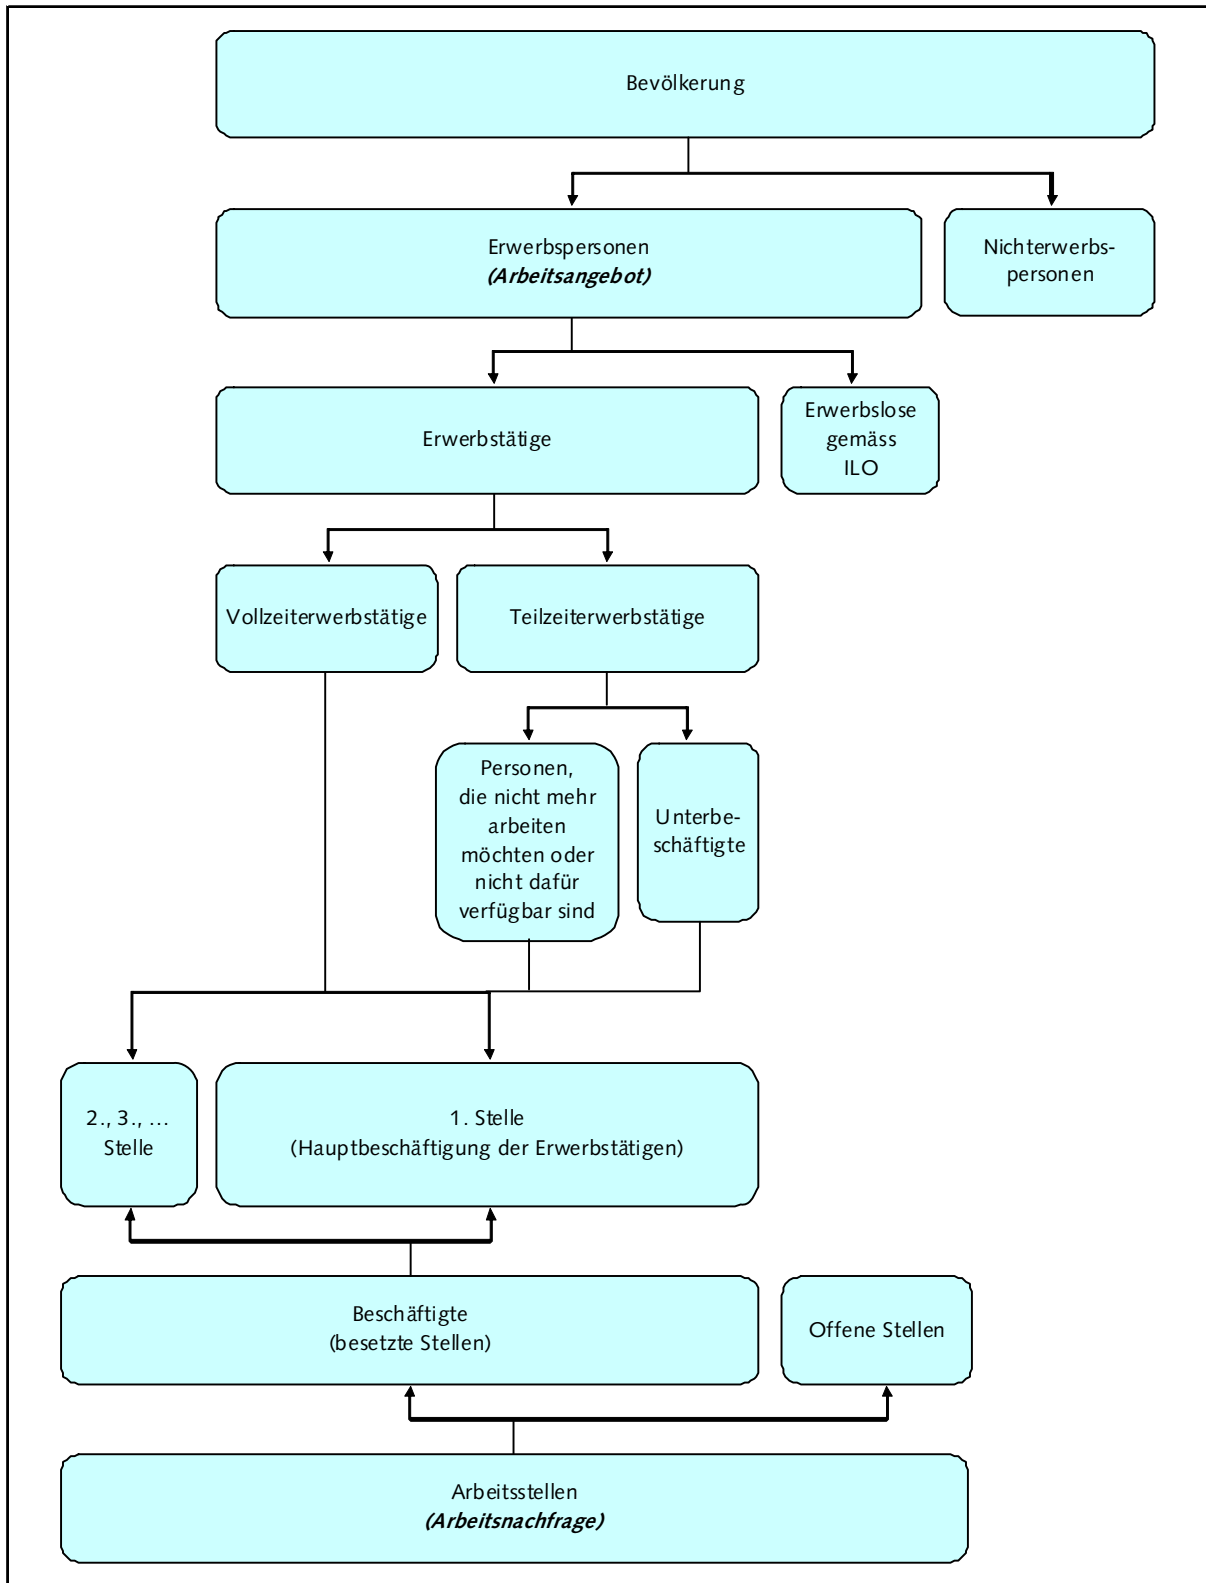 Bevölkerung
Erwerbspersonen
(Arbeitsangebot)
Nichterwerbs-
personen
Erwerbstätige
Erwerbslose
gemäss
ILO
Vollzeiterwerbstätige
Teilzeiterwerbstätige
Personen,
die nicht mehr
arbeiten
möchten oder
nicht dafür
verfügbar sind
Unterbe-
schäftigte
2., 3., ...
Stelle
1. Stelle
(Hauptbeschäftigung der Erwerbstätigen)
Beschäftigte
(besetzte Stellen)
Offene Stellen
Arbeitsstellen
(Arbeitsnachfrage)